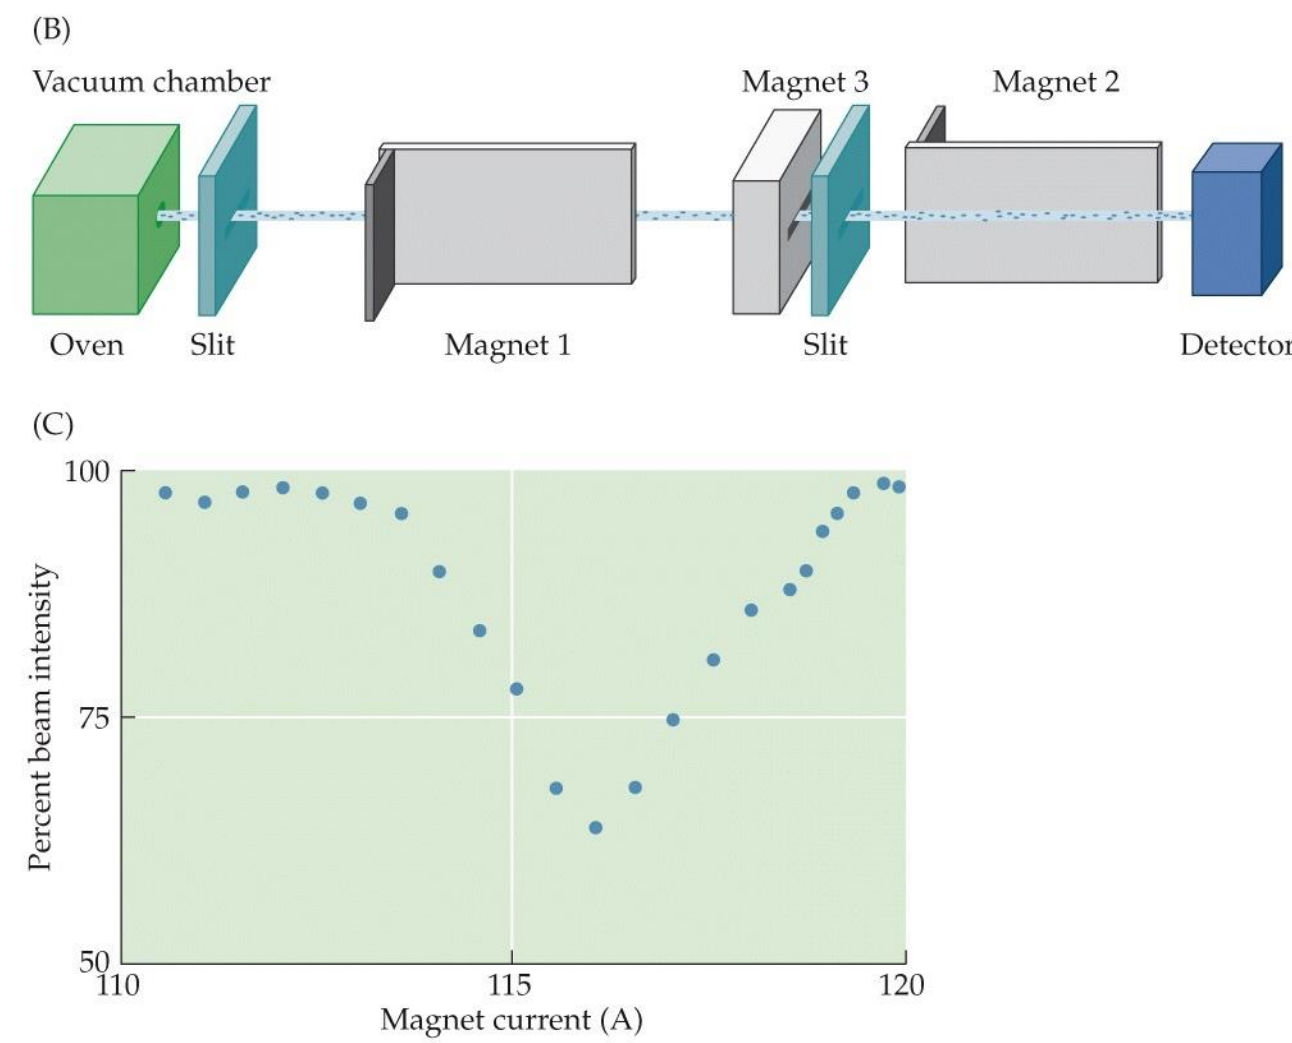 (B)
Vacuum chamber
Magnet 3
Magnet 2
Oven
Slit
Magnet 1
Slit
Detector
(C)
100
75
50
Percent beam intensity
110
115
120
Magnet current (A)